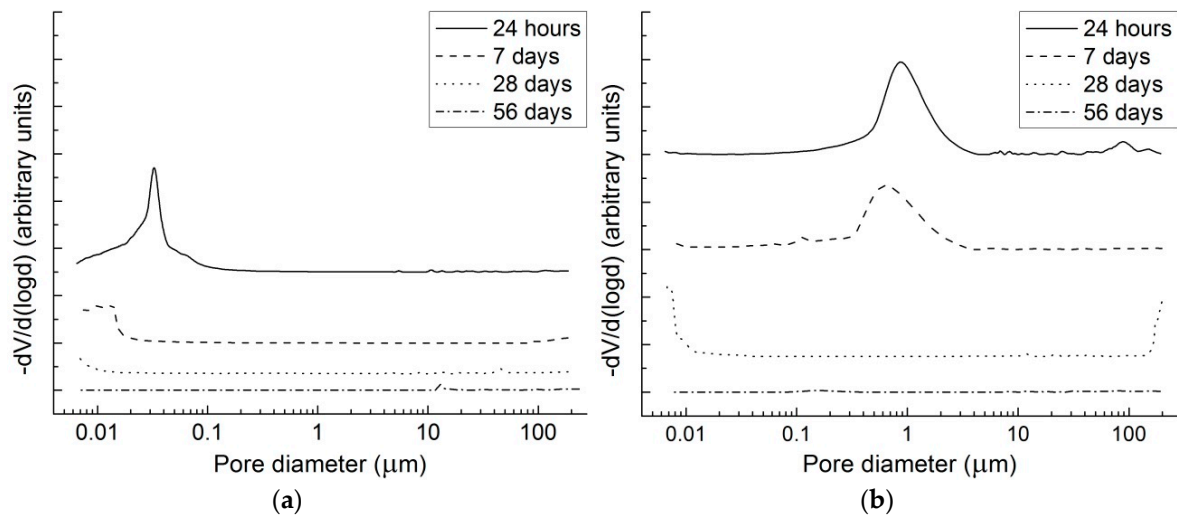 24 hours
7 days
28 days
56 days
-dV/d(logd) (arbitrary units)
0.01 0.1 1 10 100
Pore diameter (μm)
(a)
24 hours
7 days
28 days
56 days
-dV/d(logd) (arbitrary units)
0.01 0.1 1 10 100
Pore diameter (μm)
(b)